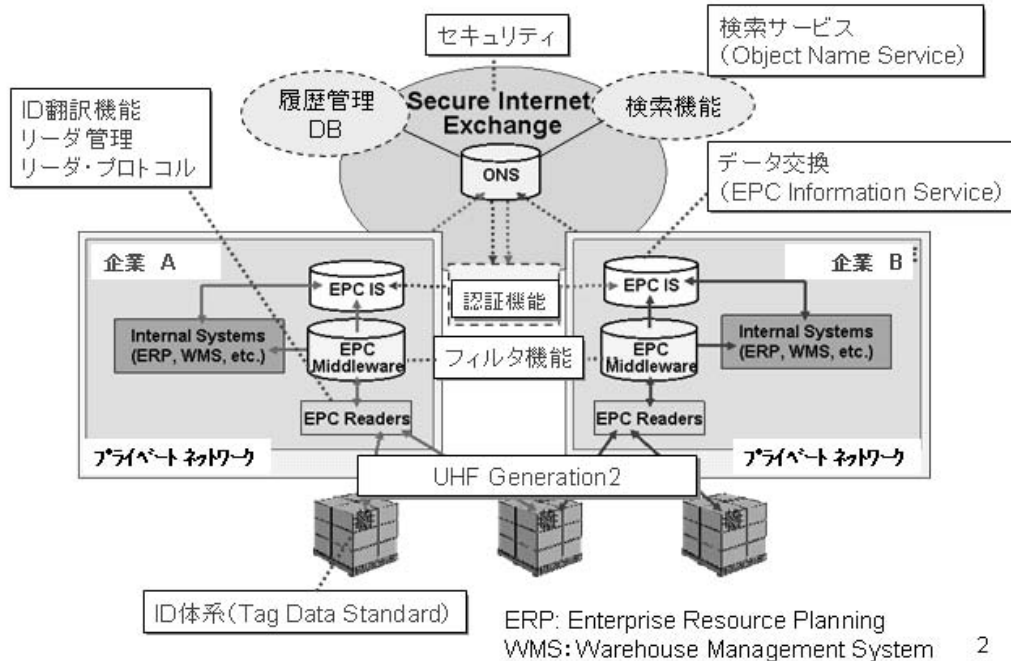 セキュリティ
検索サービス
(Object Name Service)
履歴管理
DB
Secure Internet
Exchange
検索機能
ID翻訳機能
リーダ管理
リーダ・プロトコル
ONS
データ交換
(EPC Information Service)
企業 A
企業 B
EPC IS
認証機能
EPC IS
Internal Systems
(ERP, WMS, etc.)
EPC
Middleware
フィルタ機能
EPC
Middleware
Internal Systems
(ERP, WMS, etc.)
EPC Readers
EPC Readers
プライベートネットワーク
プライベートネットワーク
UHF Generation2
ID体系(Tag Data Standard)
ERP: Enterprise Resource Planning
WMS: Warehouse Management System
2